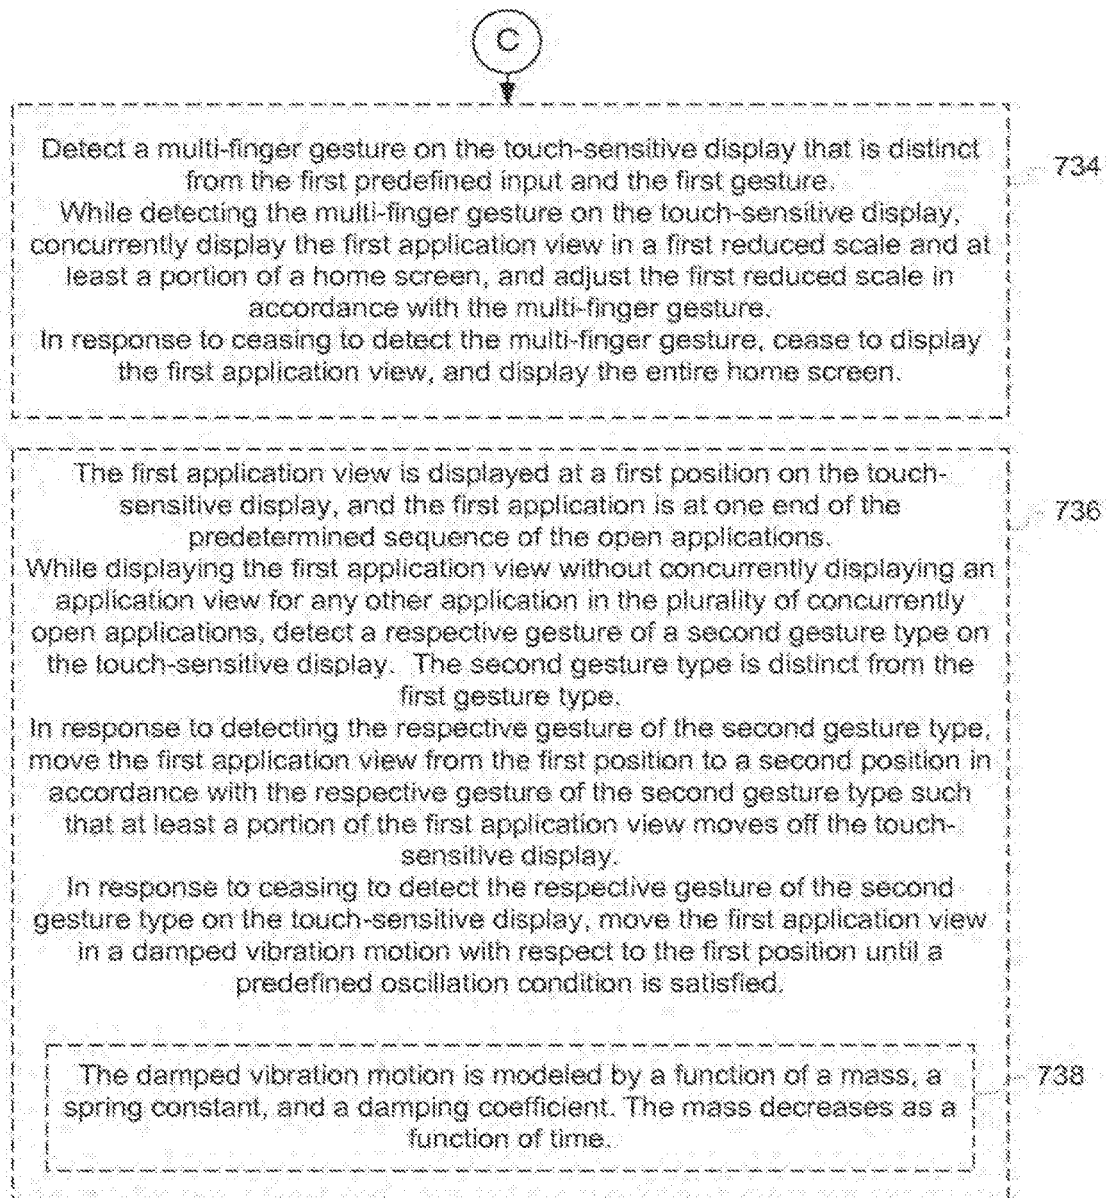 C
Detect a multi-finger gesture on the touch-sensitive display that is distinct
from the first predefined input and the first gesture.
While detecting the multi-finger gesture on the touch-sensitive display,
concurrently display the first application view in a first reduced scale and at
least a portion of a home screen, and adjust the first reduced scale in
accordance with the multi-finger gesture.
In response to ceasing to detect the multi-finger gesture, cease to display
the first application view, and display the entire home screen.
734
The first application view is displayed at a first position on the touch-
sensitive display, and the first application is at one end of the
predetermined sequence of the open applications.
While displaying the first application view without concurrently displaying an
application view for any other application in the plurality of concurrently
open applications, detect a respective gesture of a second gesture type on
the touch-sensitive display. The second gesture type is distinct from the
first gesture type.
In response to detecting the respective gesture of the second gesture type,
move the first application view from the first position to a second position in
accordance with the respective gesture of the second gesture type such
that at least a portion of the first application view moves off the touch-
sensitive display.
In response to ceasing to detect the respective gesture of the second
gesture type on the touch-sensitive display, move the first application view
in a damped vibration motion with respect to the first position until a
predefined oscillation condition is satisfied.
736
The damped vibration motion is modeled by a function of a mass, a
spring constant, and a damping coefficient. The mass decreases as a
function of time.
738